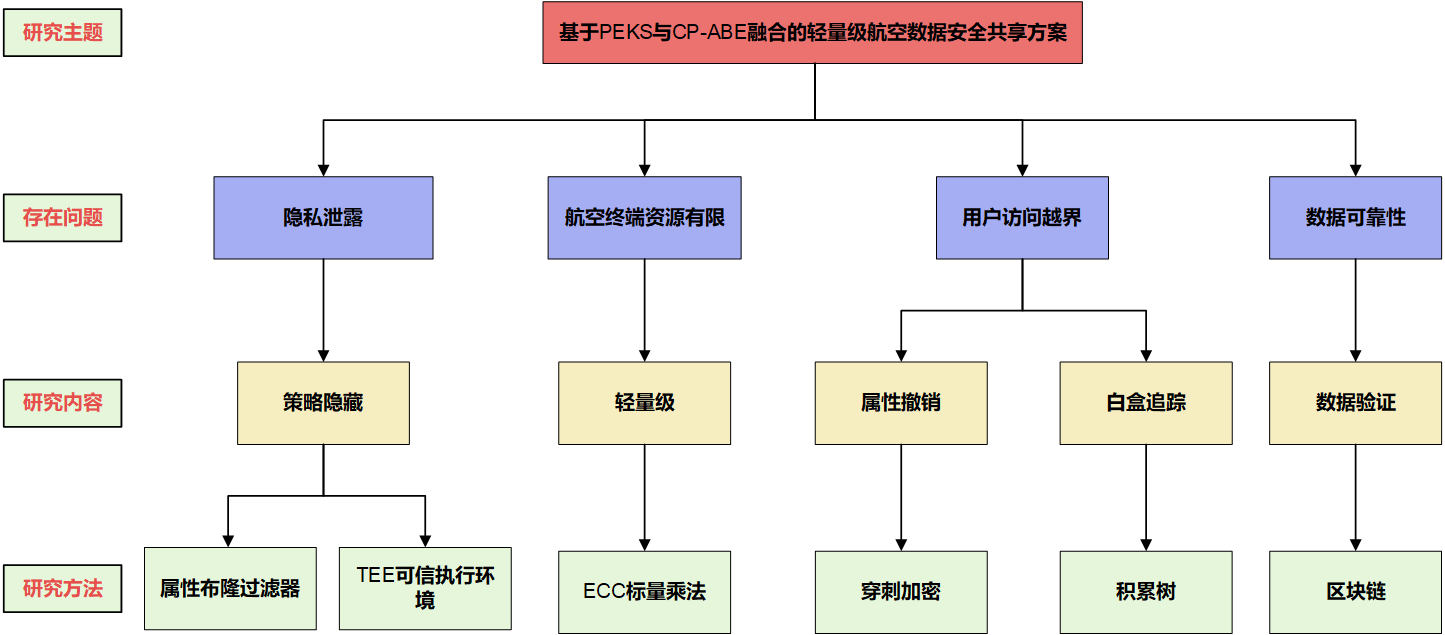 研究主题
基于PEKS与CP-ABE融合的轻量级航空数据安全共享方案
存在问题
隐私泄露
航空终端资源有限
用户访问越界
数据可靠性
研究内容
策略隐藏
轻量级
属性撤销
白盒追踪
数据验证
研究方法
属性布隆过滤器
TEE可信执行环
境
ECC标量乘法
穿刺加密
积累树
区块链